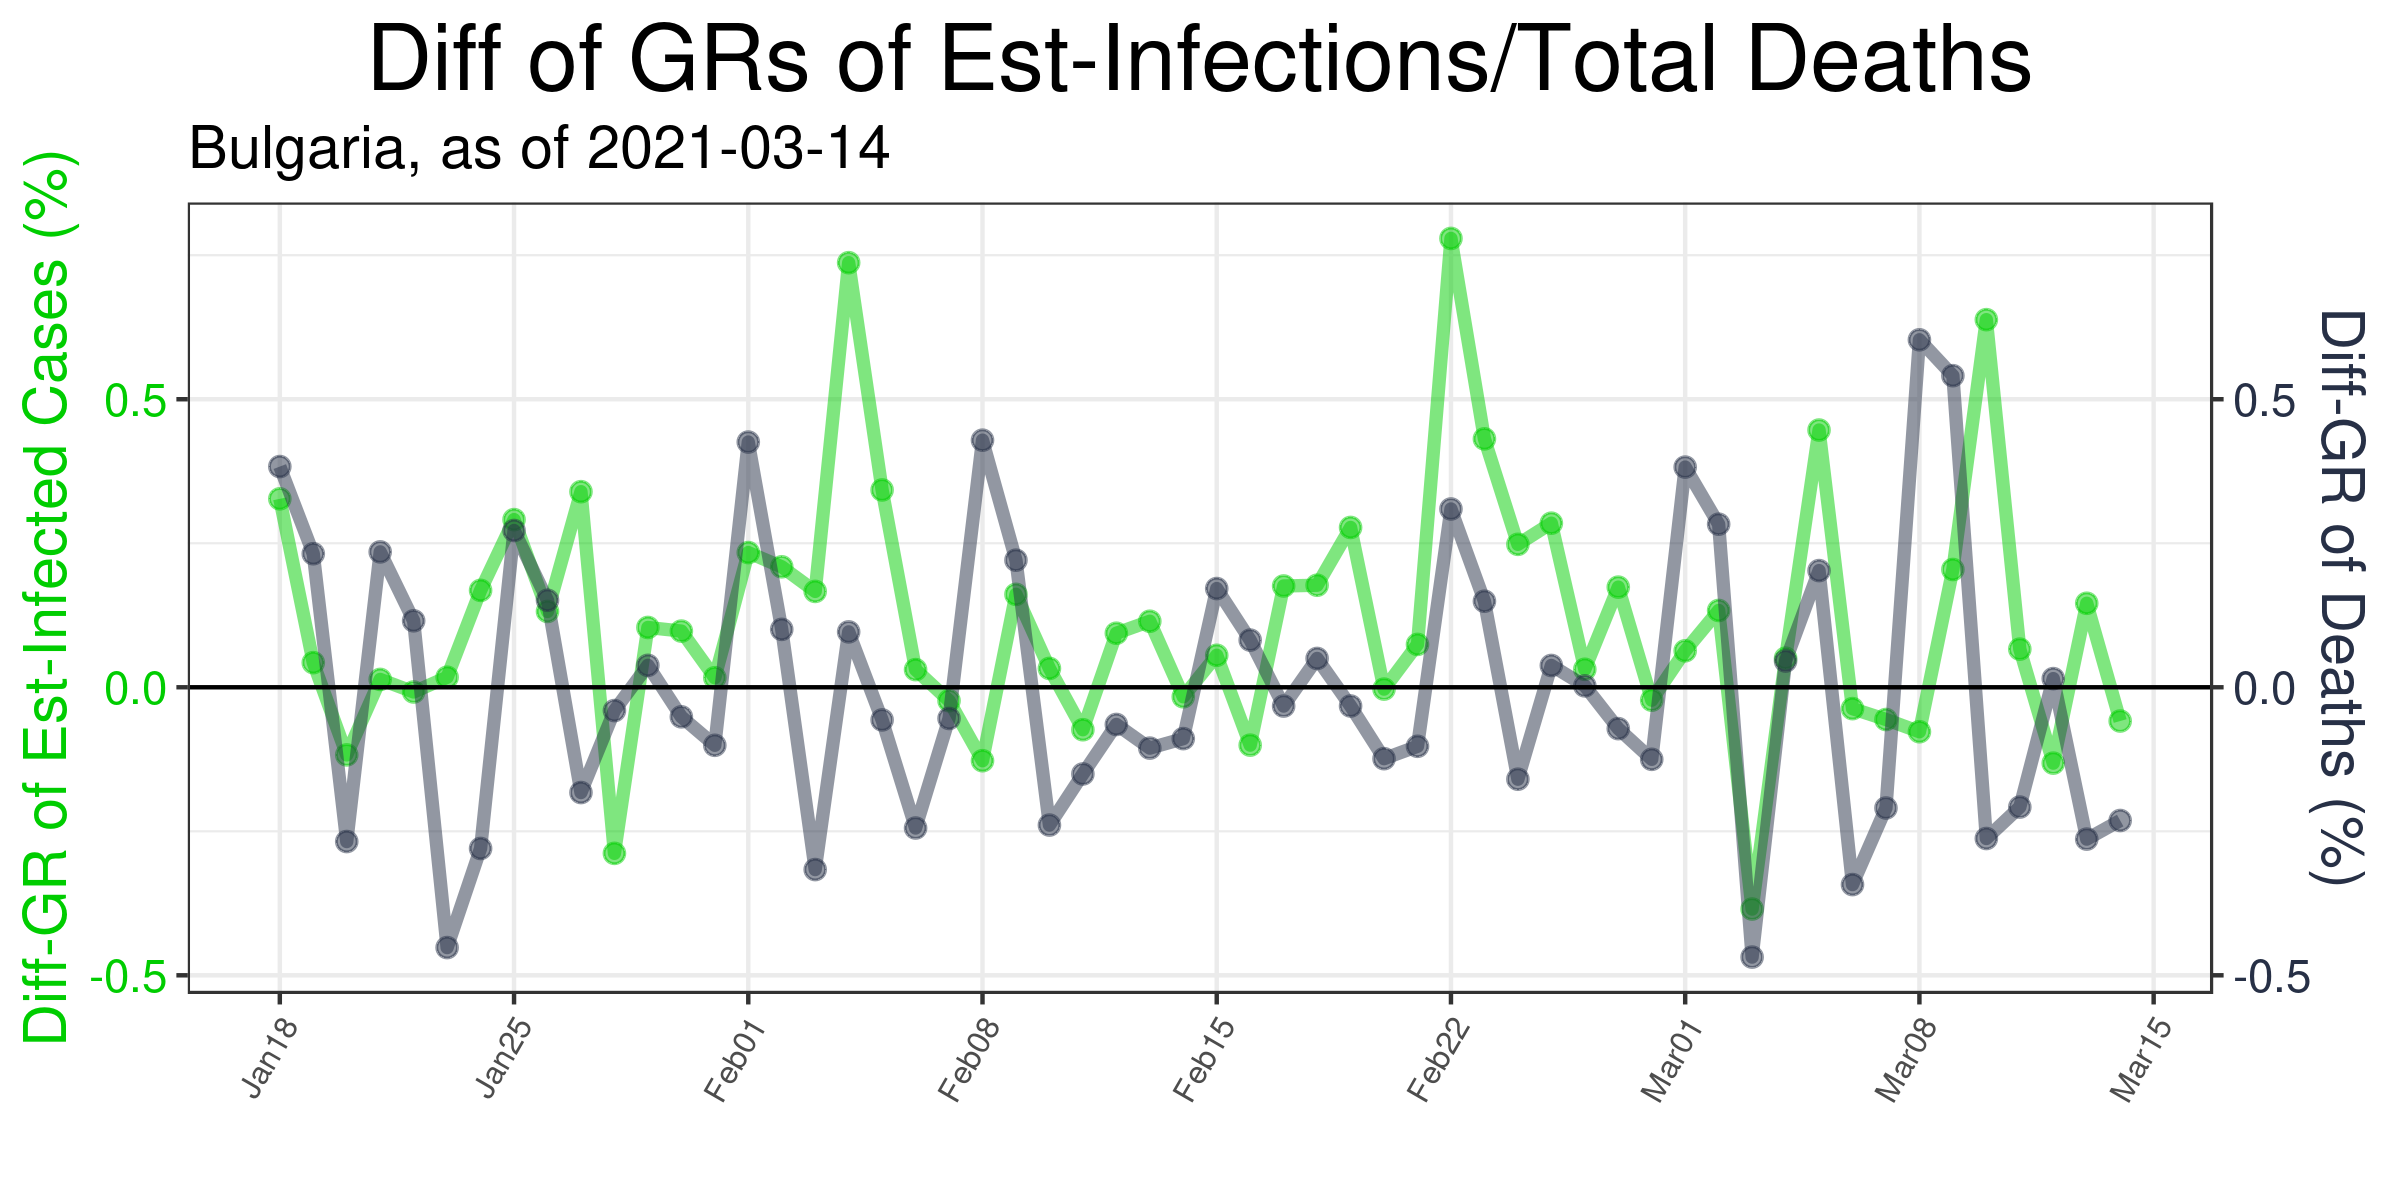 Diff of GRs of Est-Infections/Total Deaths
Bulgaria, as of 2021-03-14
Diff-GR of Est-Infected Cases (%)
0.5
0.0
-0.5
0.5
0.0
-0.5
Diff-GR of Deaths (%)
Jan18
Jan25
Feb01
Feb08
Feb15
Feb22
Mar01
Mar08
Mar15